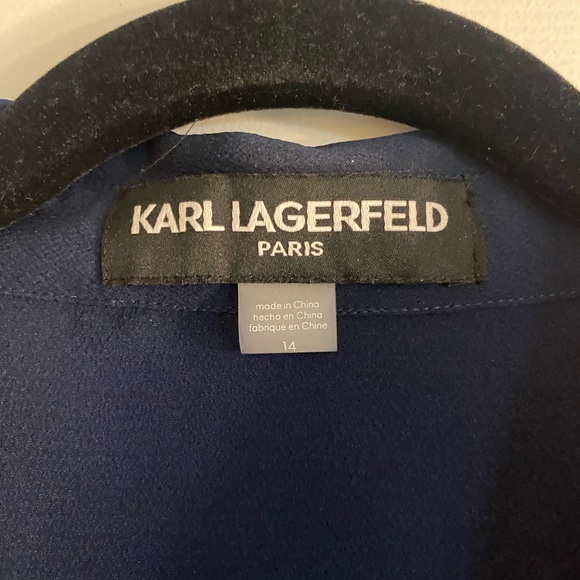 KARL LAGERFELD
PARIS
made in China
hecho en China
fabriqué en Chine
14